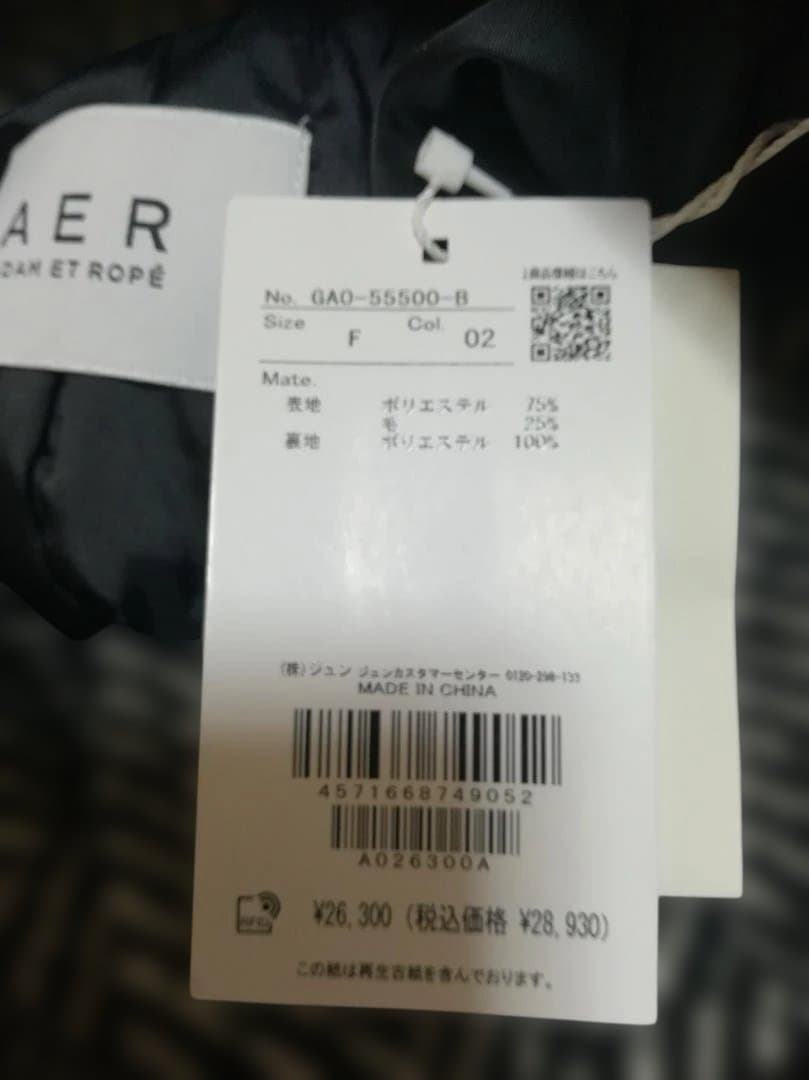 AER
DAM ET ROPÉ
No. GAO-55500-B
Size F Col. 02
Mate.
表地 ポリエステル 75%
毛 25%
裏地 ポリエステル 100%
(株)ジュン ジュンカスタマーセンター 0120-298-133
MADE IN CHINA
4571668749052
A026300A
¥26,300 (税込価格 ¥28,930)
この紙は再生古紙を含んでおります。